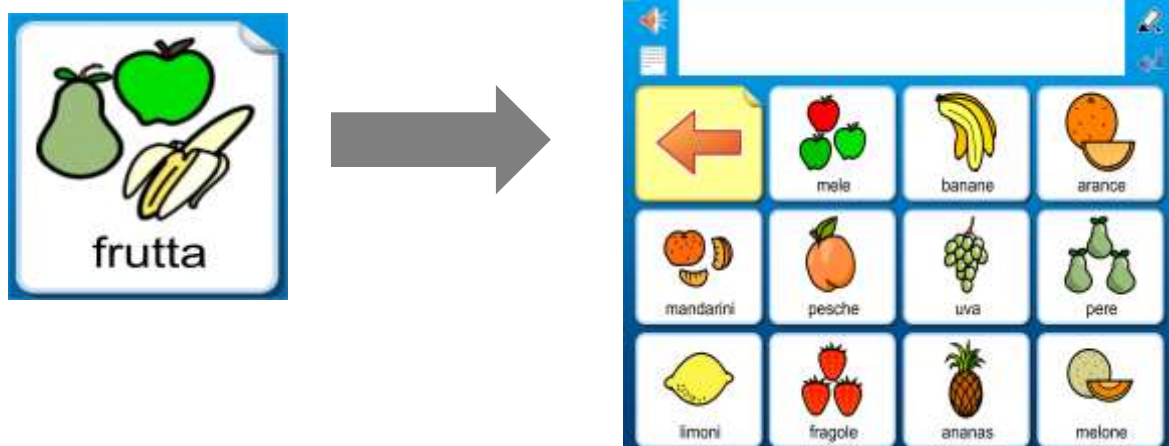 frutta
mele banane arance
mandarini pesche uva pere
limoni fragole ananas melone